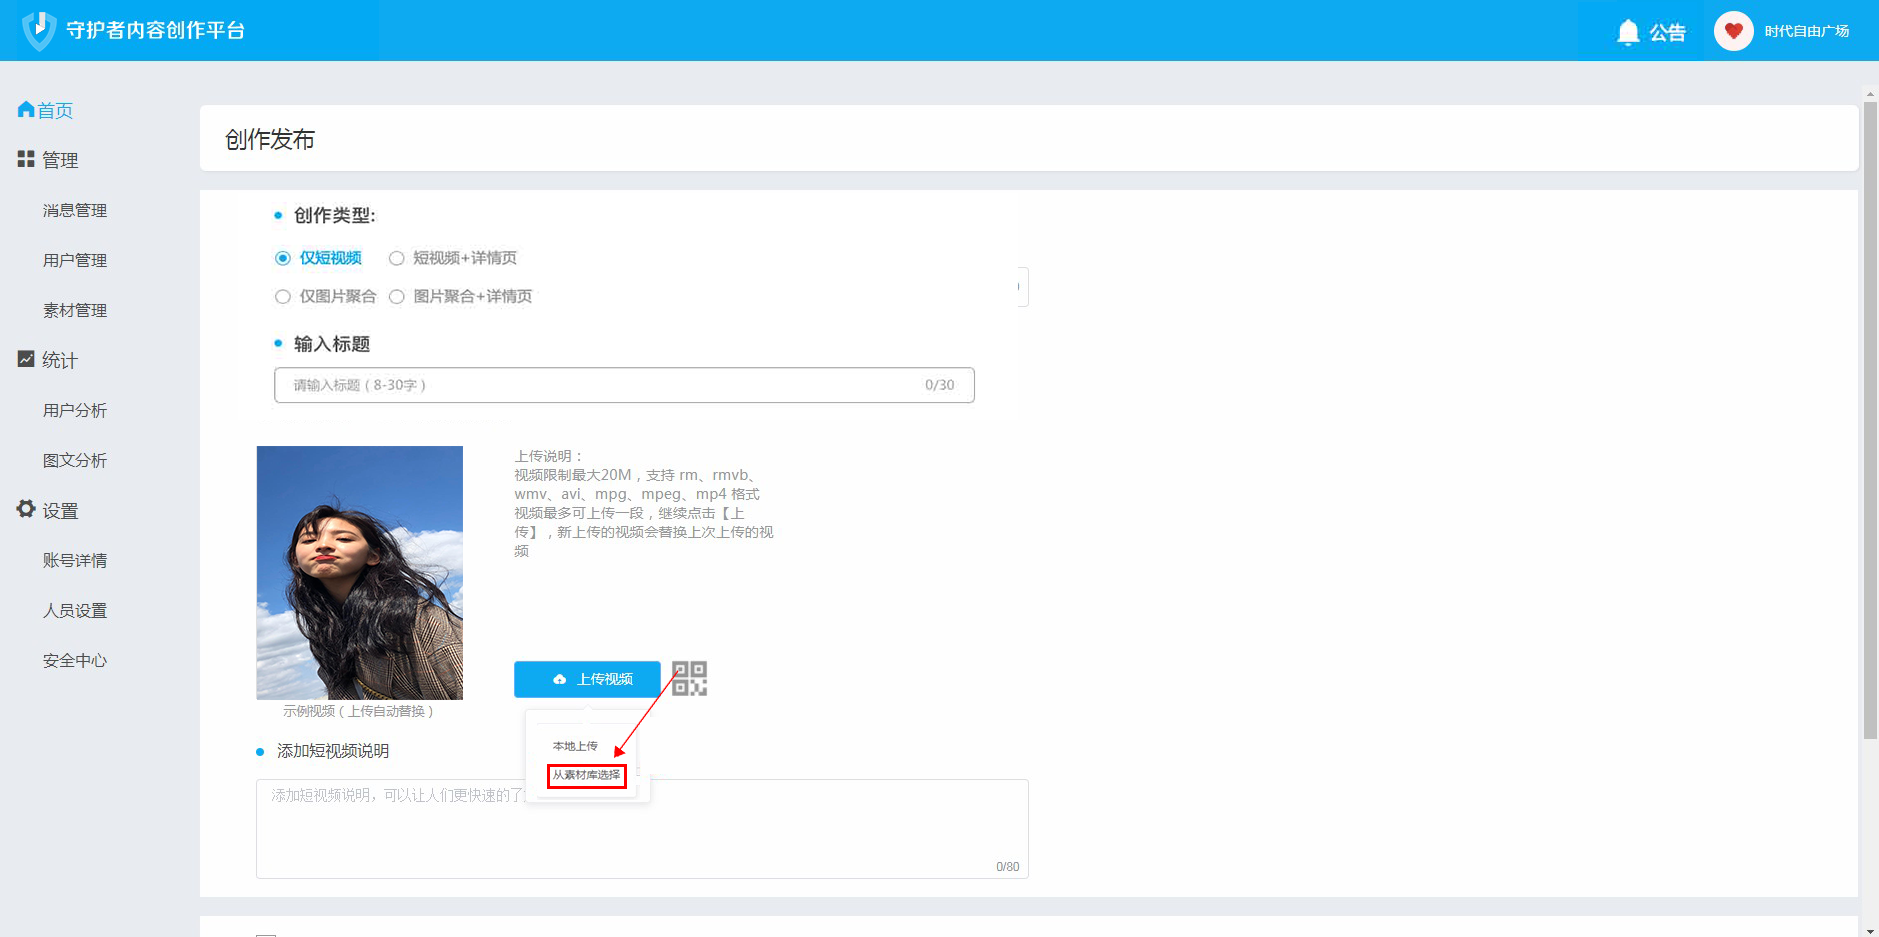 守护者内容创作平台
公告
时代自由广场
首页
管理
消息管理
用户管理
素材管理
统计
用户分析
图文分析
设置
账号详情
人员设置
安全中心
创作发布
创作类型:
仅短视频
短视频+详情页
仅图片聚合
图片聚合+详情页
输入标题
请输入标题（8-30字）
0/30
上传说明：
视频限制最大20M，支持 rm、rmvb、
wmv、avi、mpg、mpeg、mp4 格式
视频最多可上传一段，继续点击【上
传】，新上传的视频会替换上次上传的视
频
上传视频
示例视频（上传自动替换）
本地上传
从素材库选择
添加短视频说明
添加短视频说明，可以让人们更快速的了
0/80